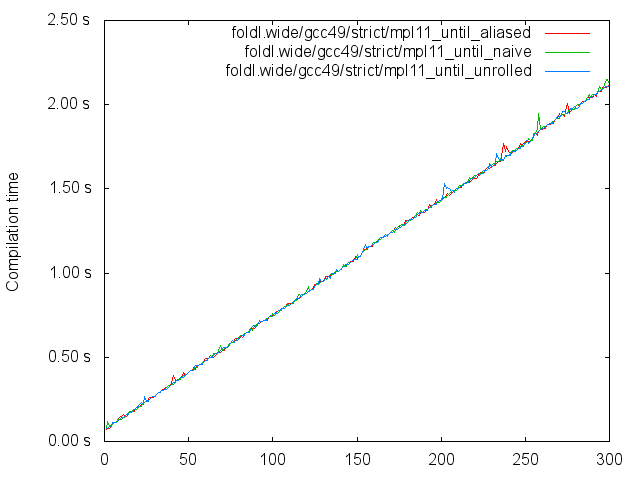 2.50 s
2.00 s
1.50 s
1.00 s
0.50 s
0.00 s
Compilation time
foldl.wide/gcc49/strict/mpl11_until_aliased
foldl.wide/gcc49/strict/mpl11_until_naive
foldl.wide/gcc49/strict/mpl11_until_unrolled
0 50 100 150 200 250 300